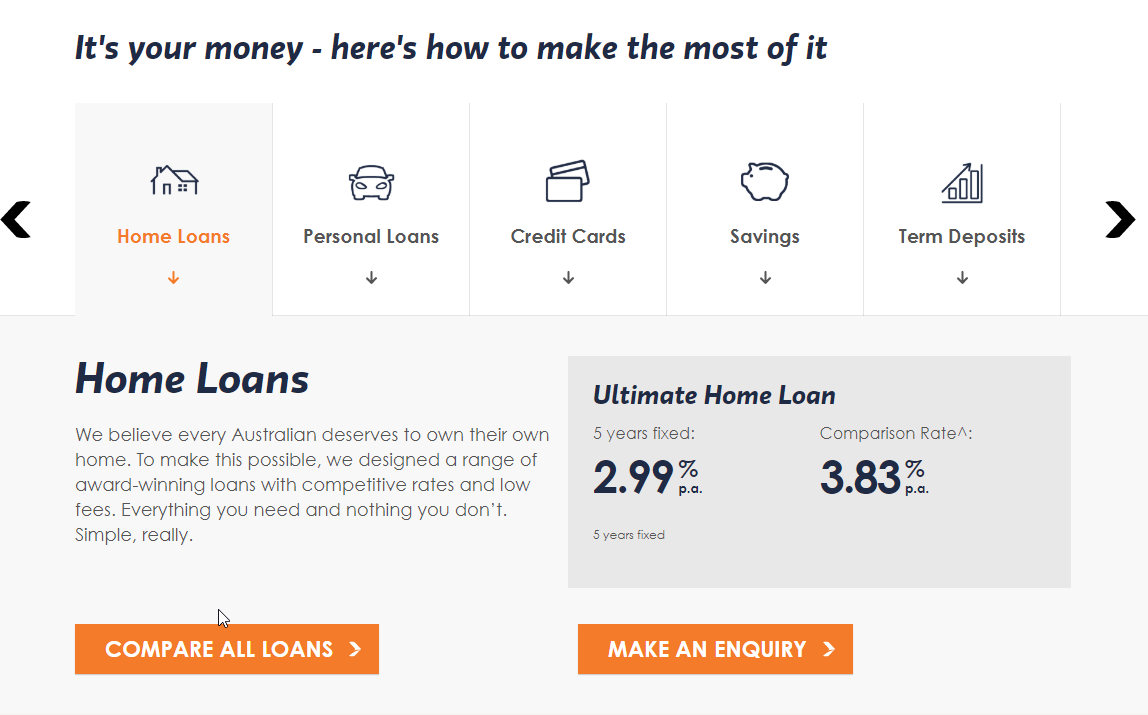 It's your money - here's how to make the most of it
Home Loans
Personal Loans
Credit Cards
Savings
Term Deposits
Home Loans
We believe every Australian deserves to own their own
home. To make this possible, we designed a range of
award-winning loans with competitive rates and low
fees. Everything you need and nothing you don’t.
Simple, really.
Ultimate Home Loan
5 years fixed:
2.99 % p.a.
Comparison Rate^:
3.83 % p.a.
5 years fixed
COMPARE ALL LOANS
MAKE AN ENQUIRY